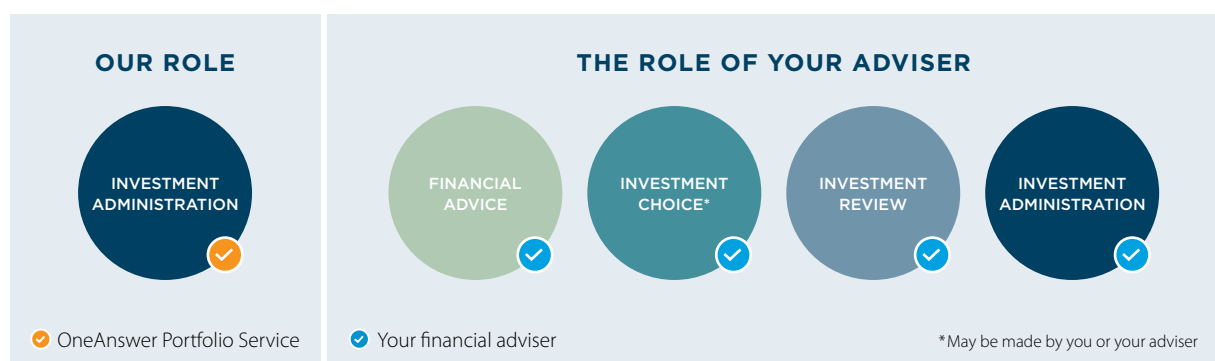 OUR ROLE
INVESTMENT
ADMINISTRATION
OneAnswer Portfolio Service
THE ROLE OF YOUR ADVISER
FINANCIAL
ADVICE
INVESTMENT
CHOICE*
INVESTMENT
REVIEW
INVESTMENT
ADMINISTRATION
Your financial adviser
*May be made by you or your adviser